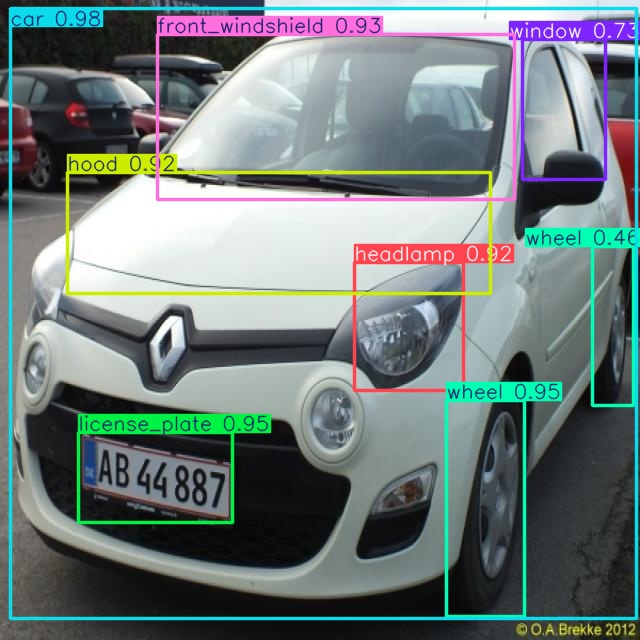 car 0.98
front_windshield 0.93
window 0.73
hood 0.92
wheel 0.46
headlamp 0.92
wheel 0.95
license_plate 0.95
DK
AB 44 887
© O.A.Brekke 2012